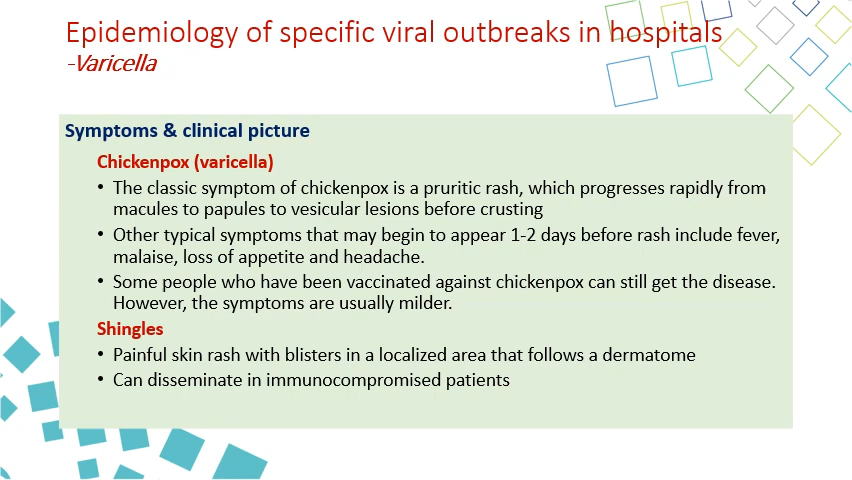 Epidemiology of specific viral outbreaks in hospitals
-Varicella
Symptoms & clinical picture
Chickenpox (varicella)
• The classic symptom of chickenpox is a pruritic rash, which progresses rapidly from
macules to papules to vesicular lesions before crusting
• Other typical symptoms that may begin to appear 1-2 days before rash include fever,
malaise, loss of appetite and headache.
• Some people who have been vaccinated against chickenpox can still get the disease.
However, the symptoms are usually milder.
Shingles
• Painful skin rash with blisters in a localized area that follows a dermatome
• Can disseminate in immunocompromised patients